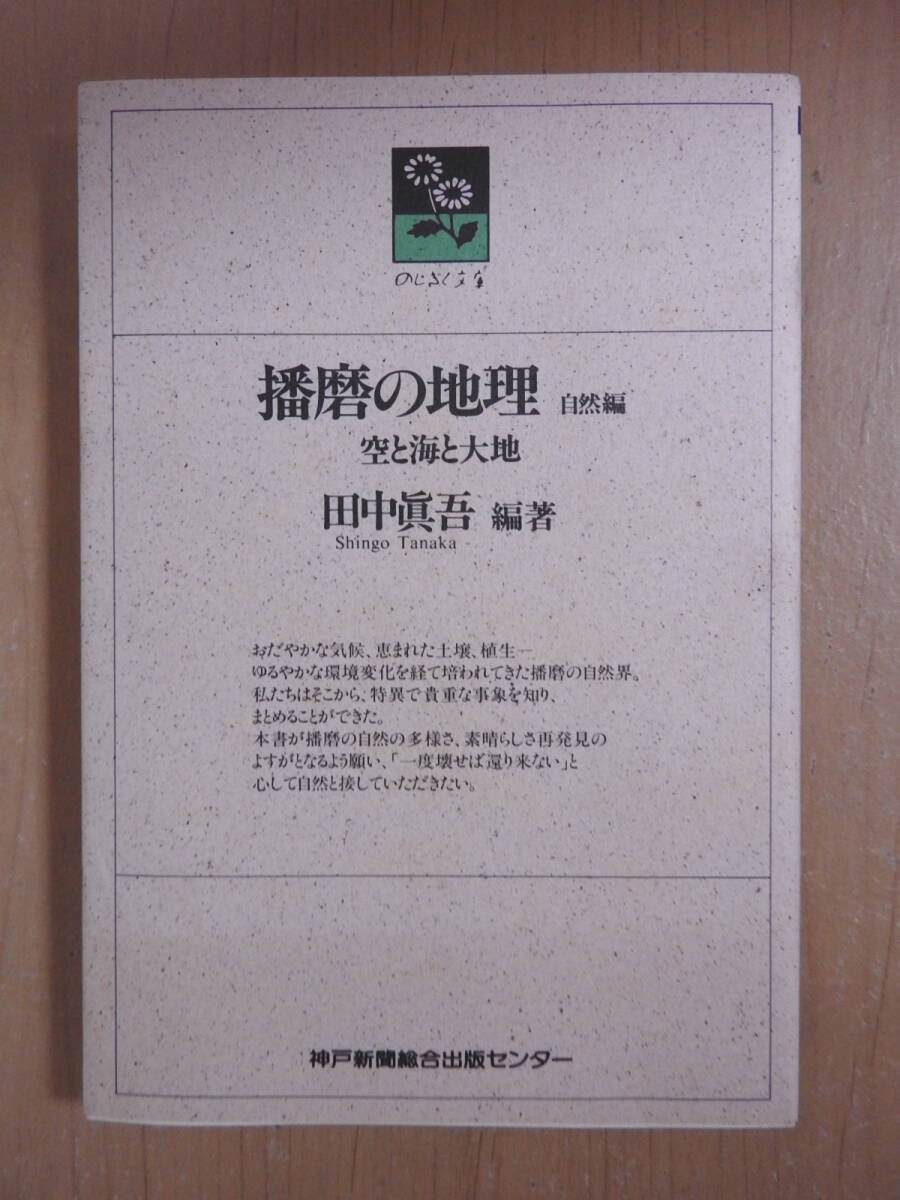 のじぎく文庫
播磨の地理 自然編
空と海と大地
田中眞吾 編著
Shingo Tanaka
おだやかな気候、恵まれた土壌、植生―
ゆるやかな環境変化を経て培われてきた播磨の自然界。
私たちはそこから、特異で貴重な事象を知り、
まとめることができた。
本書が播磨の自然の多様さ、素晴らしさ再発見の
よすがとなるよう願い、「一度壊せば還り来ない」と
心して自然と接していただきたい。
神戸新聞総合出版センター